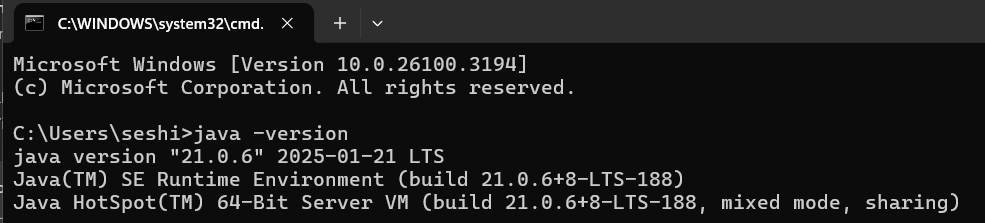 C:\WINDOWS\system32\cmd.
Microsoft Windows [Version 10.0.26100.3194]
(c) Microsoft Corporation. All rights reserved.
C:\Users\seshi>java -version
java version "21.0.6" 2025-01-21 LTS
Java(TM) SE Runtime Environment (build 21.0.6+8-LTS-188)
Java HotSpot(TM) 64-Bit Server VM (build 21.0.6+8-LTS-188, mixed mode, sharing)